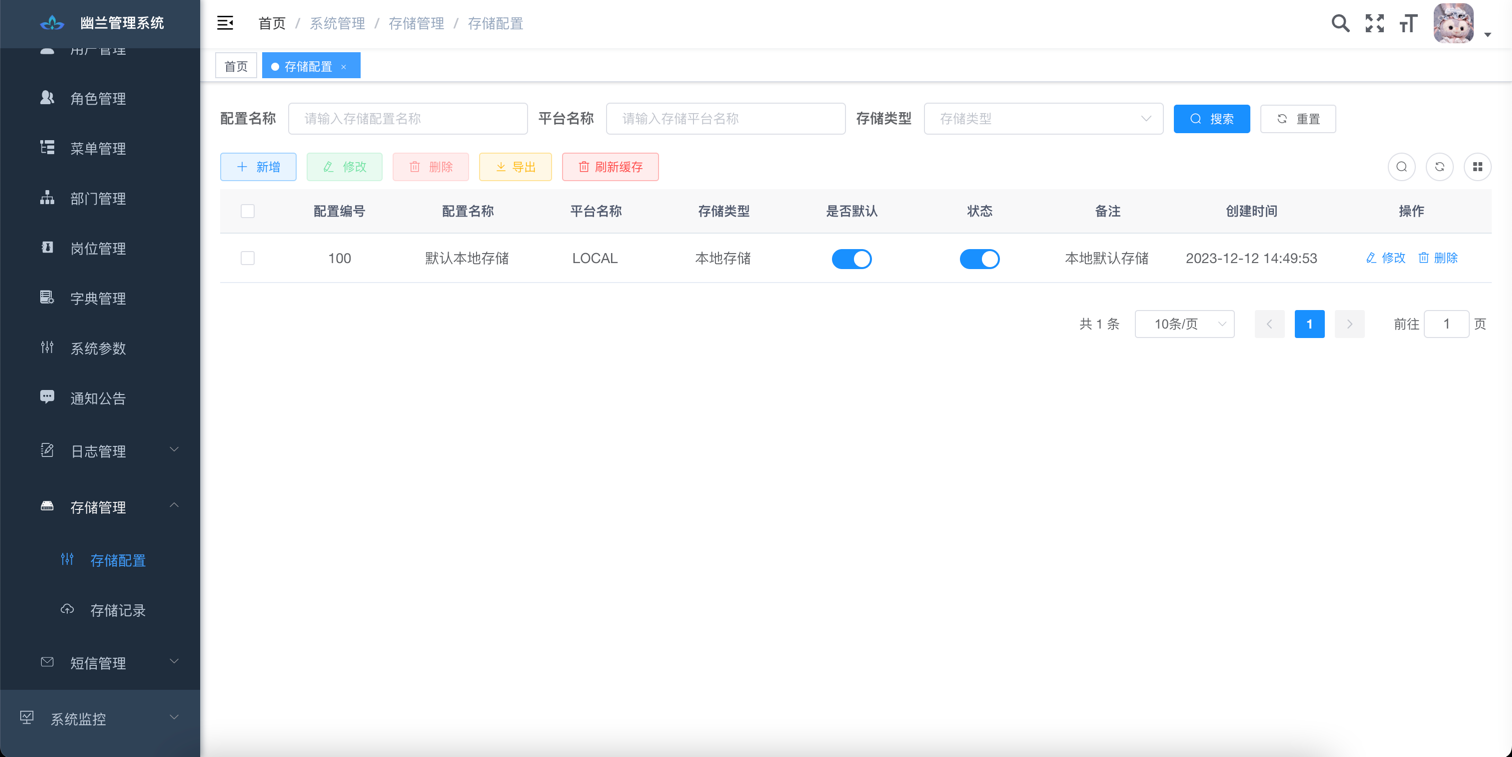 幽兰管理系统
首页 / 系统管理 / 存储管理 / 存储配置
用户管理
角色管理
菜单管理
部门管理
岗位管理
字典管理
系统参数
通知公告
日志管理
存储管理
存储配置
存储记录
短信管理
系统监控
首页 存储配置 ×
配置名称 请输入存储配置名称 平台名称 请输入存储平台名称 存储类型 存储类型 搜索 重置
新增 修改 删除 导出 刷新缓存
配置编号 配置名称 平台名称 存储类型 是否默认 状态 备注 创建时间 操作
100 默认本地存储 LOCAL 本地存储 本地默认存储 2023-12-12 14:49:53 修改 删除
共 1 条 10条/页 1 前往 1 页